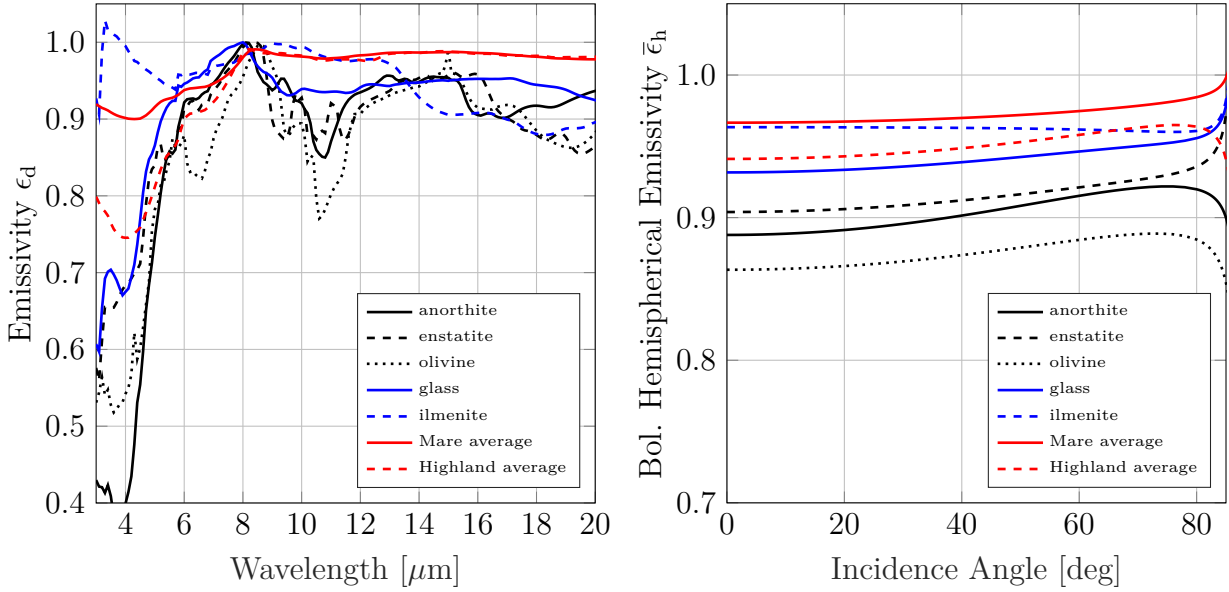 Emissivity ϵd
1.0
0.9
0.8
0.7
0.6
0.5
0.4
4 6 8 10 12 14 16 18 20
Wavelength [μm]
anorthite
enstatite
olivine
glass
ilmenite
Mare average
Highland average
Bol. Hemispherical Emissivity ϵ̄h
1.0
0.9
0.8
0.7
0 20 40 60 80
Incidence Angle [deg]
anorthite
enstatite
olivine
glass
ilmenite
Mare average
Highland average